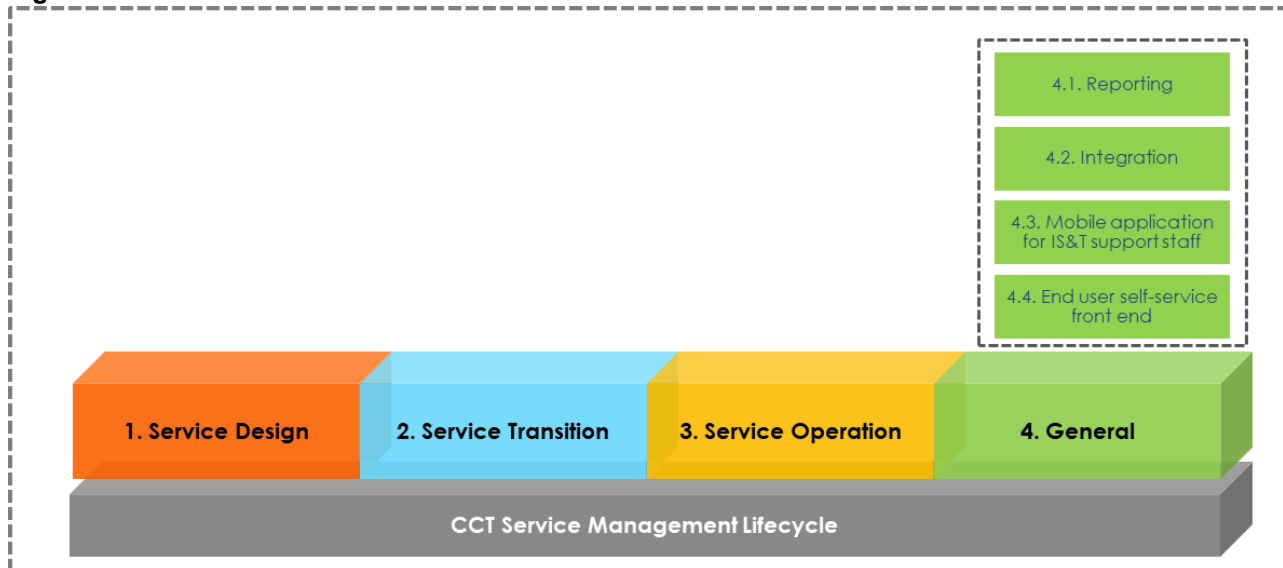 4.1. Reporting
4.2. Integration
4.3. Mobile application
for IS&T support staff
4.4. End user self-service
front end
1. Service Design
2. Service Transition
3. Service Operation
4. General
CCT Service Management Lifecycle